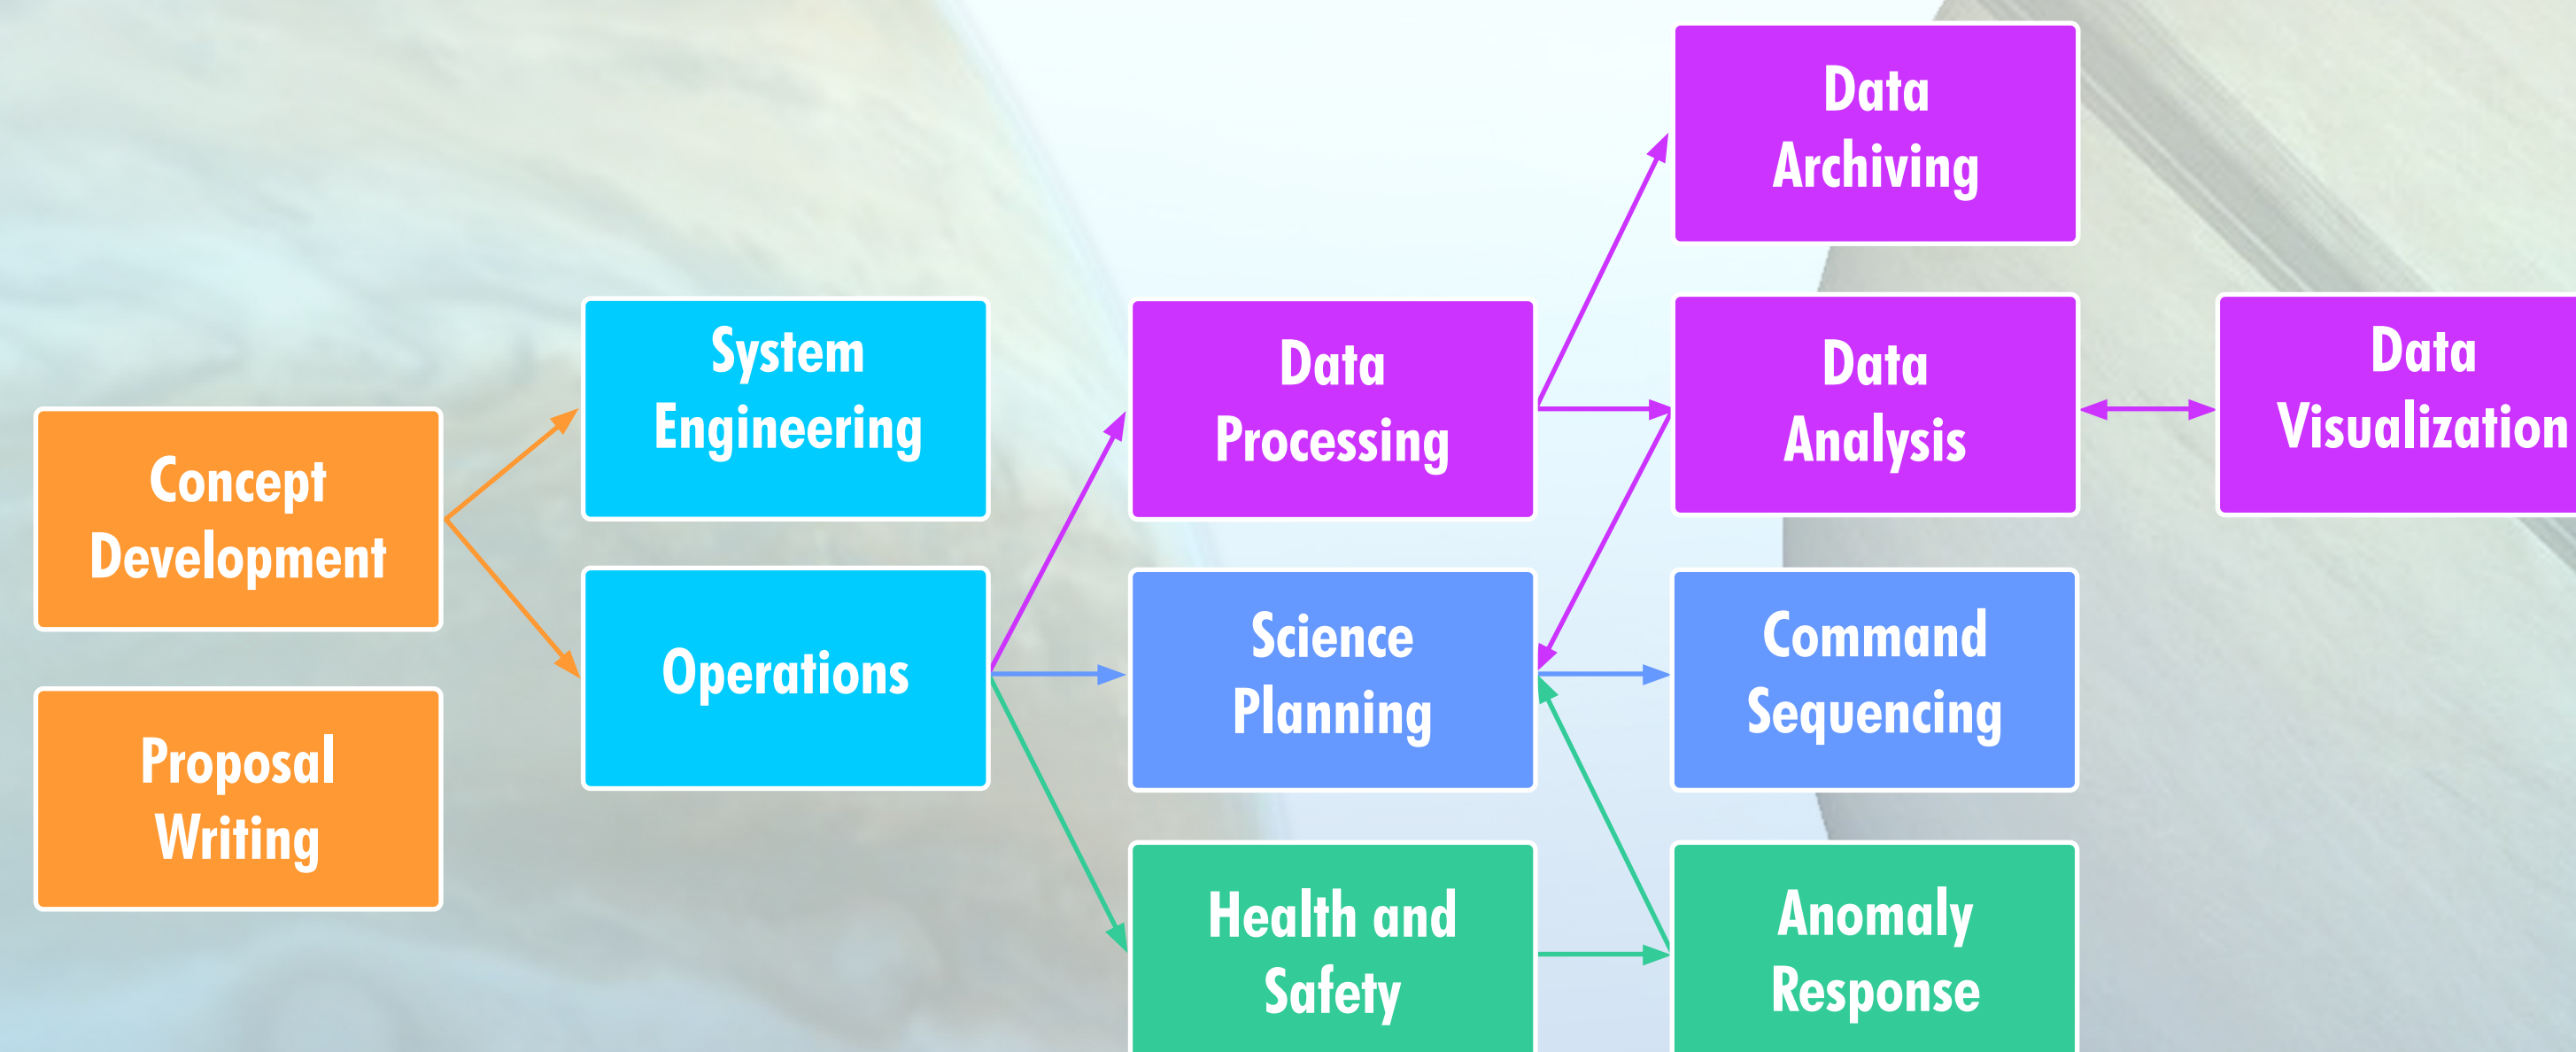 Data
Archiving
System
Engineering
Data
Processing
Data
Analysis
Data
Visualization
Concept
Development
Operations
Science
Planning
Command
Sequencing
Proposal
Writing
Health and
Safety
Anomaly
Response